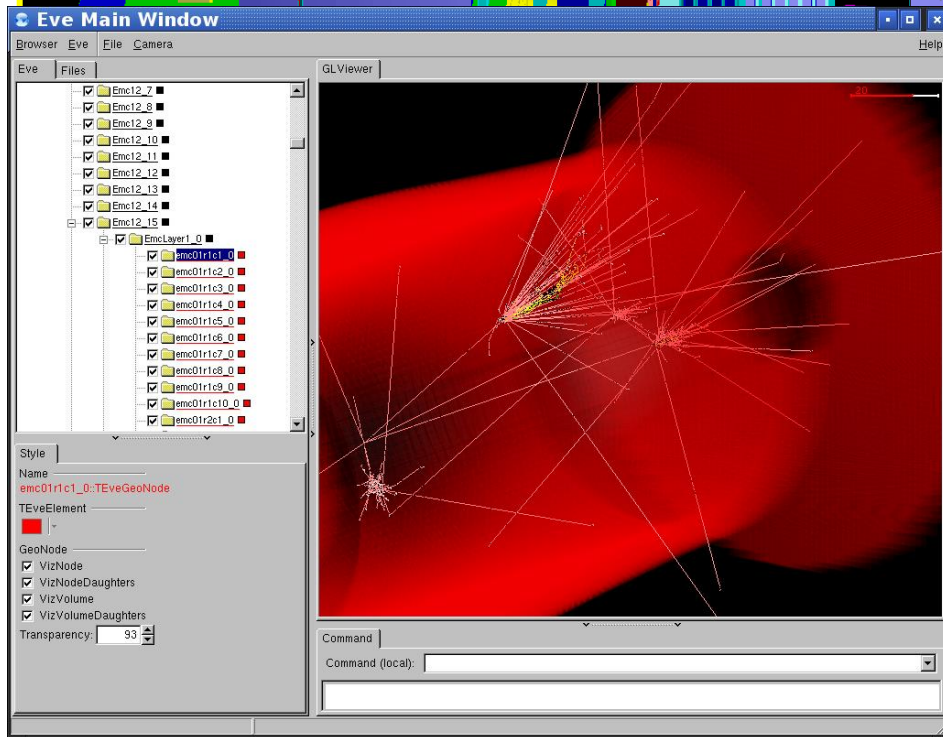 Eve Main Window
Browser Eve File Camera Help
Eve Files
Emc12_7
Emc12_8
Emc12_9
Emc12_10
Emc12_11
Emc12_12
Emc12_13
Emc12_14
Emc12_15
EmcLayer1_0
emc01r1c1_0
emc01r1c2_0
emc01r1c3_0
emc01r1c4_0
emc01r1c5_0
emc01r1c6_0
emc01r1c7_0
emc01r1c8_0
emc01r1c9_0
emc01r1c10_0
emc01r2c1_0
Style
Name
emc01r1c1_0::TEveGeoNode
TEveElement
GeoNode
VizNode
VizNodeDaughters
VizVolume
VizVolumeDaughters
Transparency: 93
GLViewer
20
Command
Command (local):